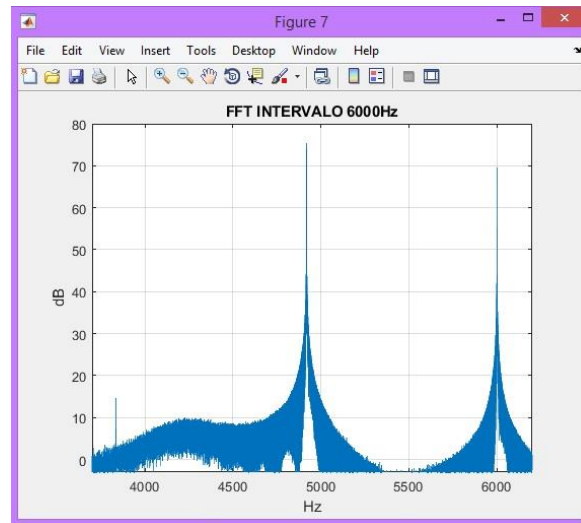 Figure 7
File Edit View Insert Tools Desktop Window Help
FFT INTERVALO 6000Hz
80
70
60
50
40
30
20
10
0
dB
4000 4500 5000 5500 6000
Hz